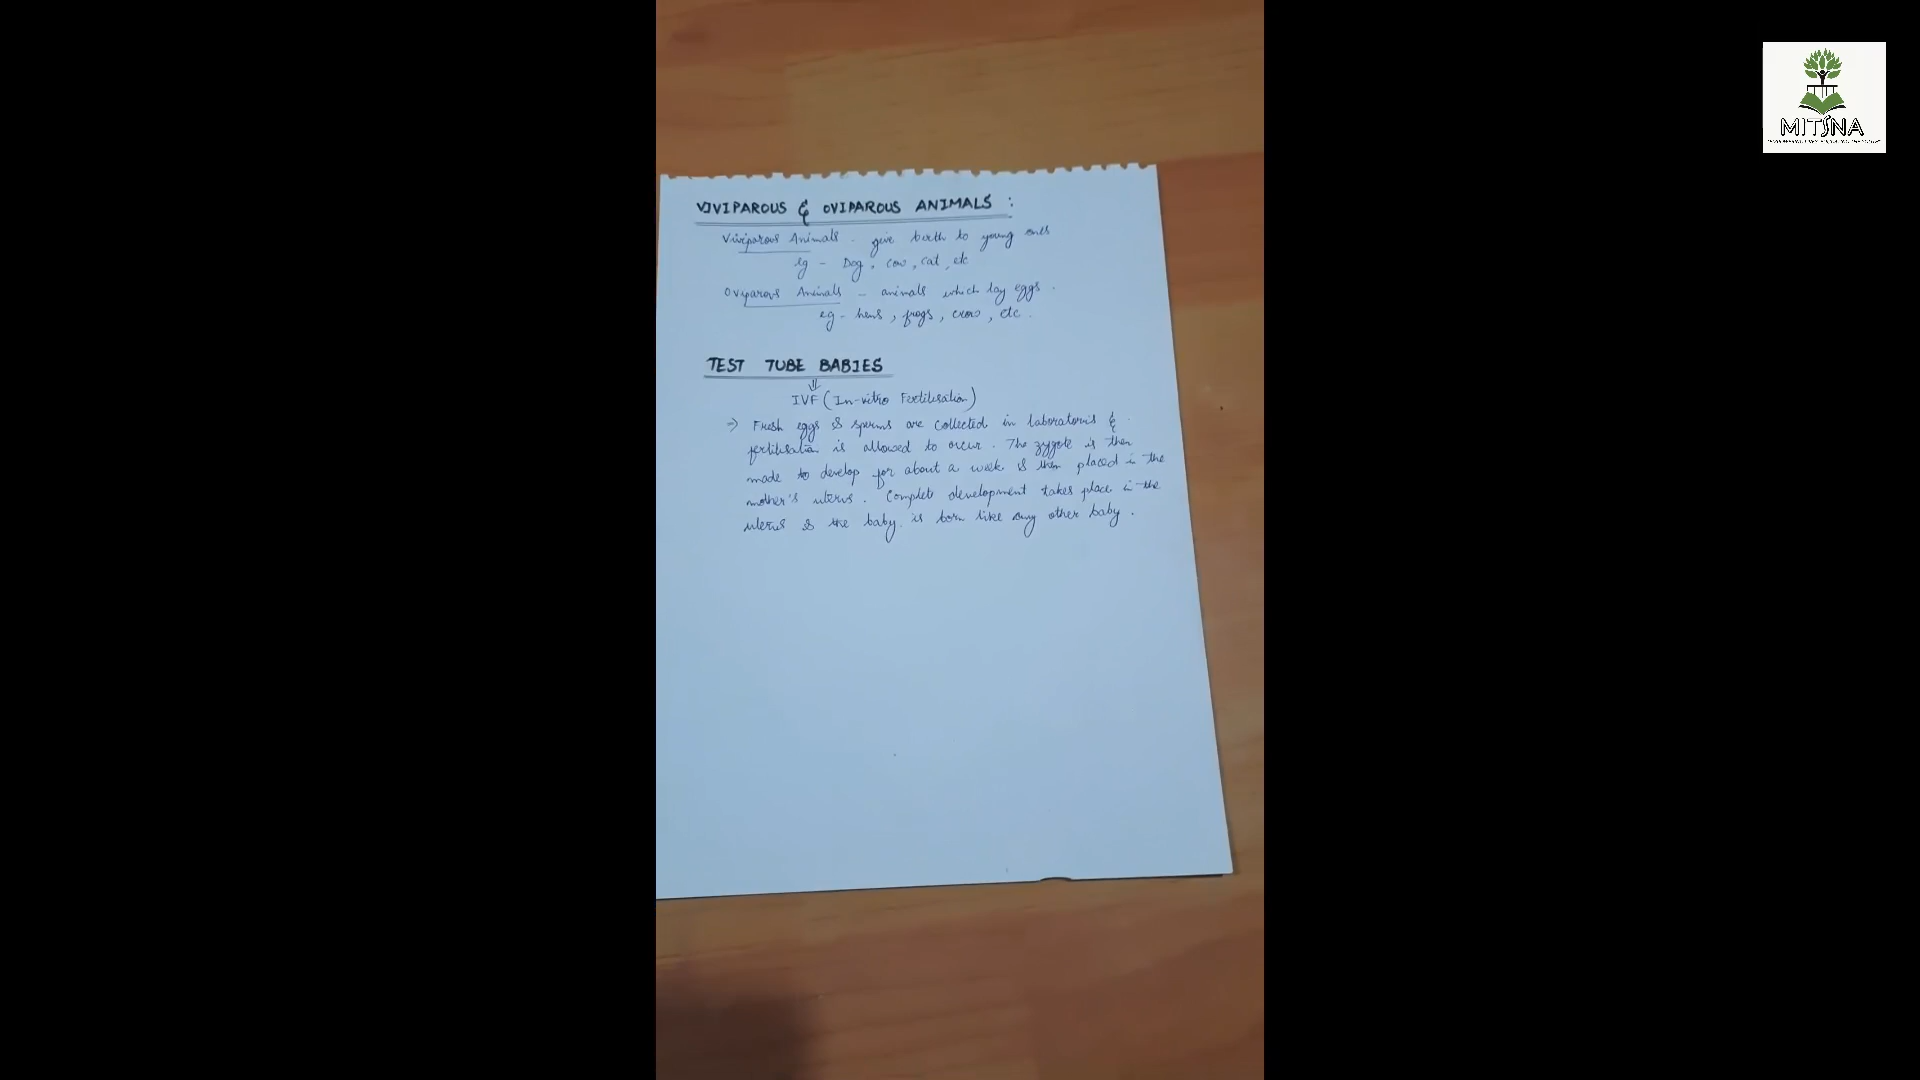 MITSNA
VIVIPAROUS & OVIPAROUS ANIMALS :
Viviparous Animals - give birth to young ones
eg - Dog, cow, cat, etc
Oviparous Animals - animals which lay eggs.
eg - hens, frogs, crow, etc.
TEST TUBE BABIES
⇓
IVF (In-vitro Fertilisation)
⇒ Fresh eggs & sperms are collected in laboratories &
fertilisation is allowed to occur. The zygote is then
made to develop for about a week & then placed in the
mother's uterus. Complete development takes place in the
uterus & the baby is born like any other baby.